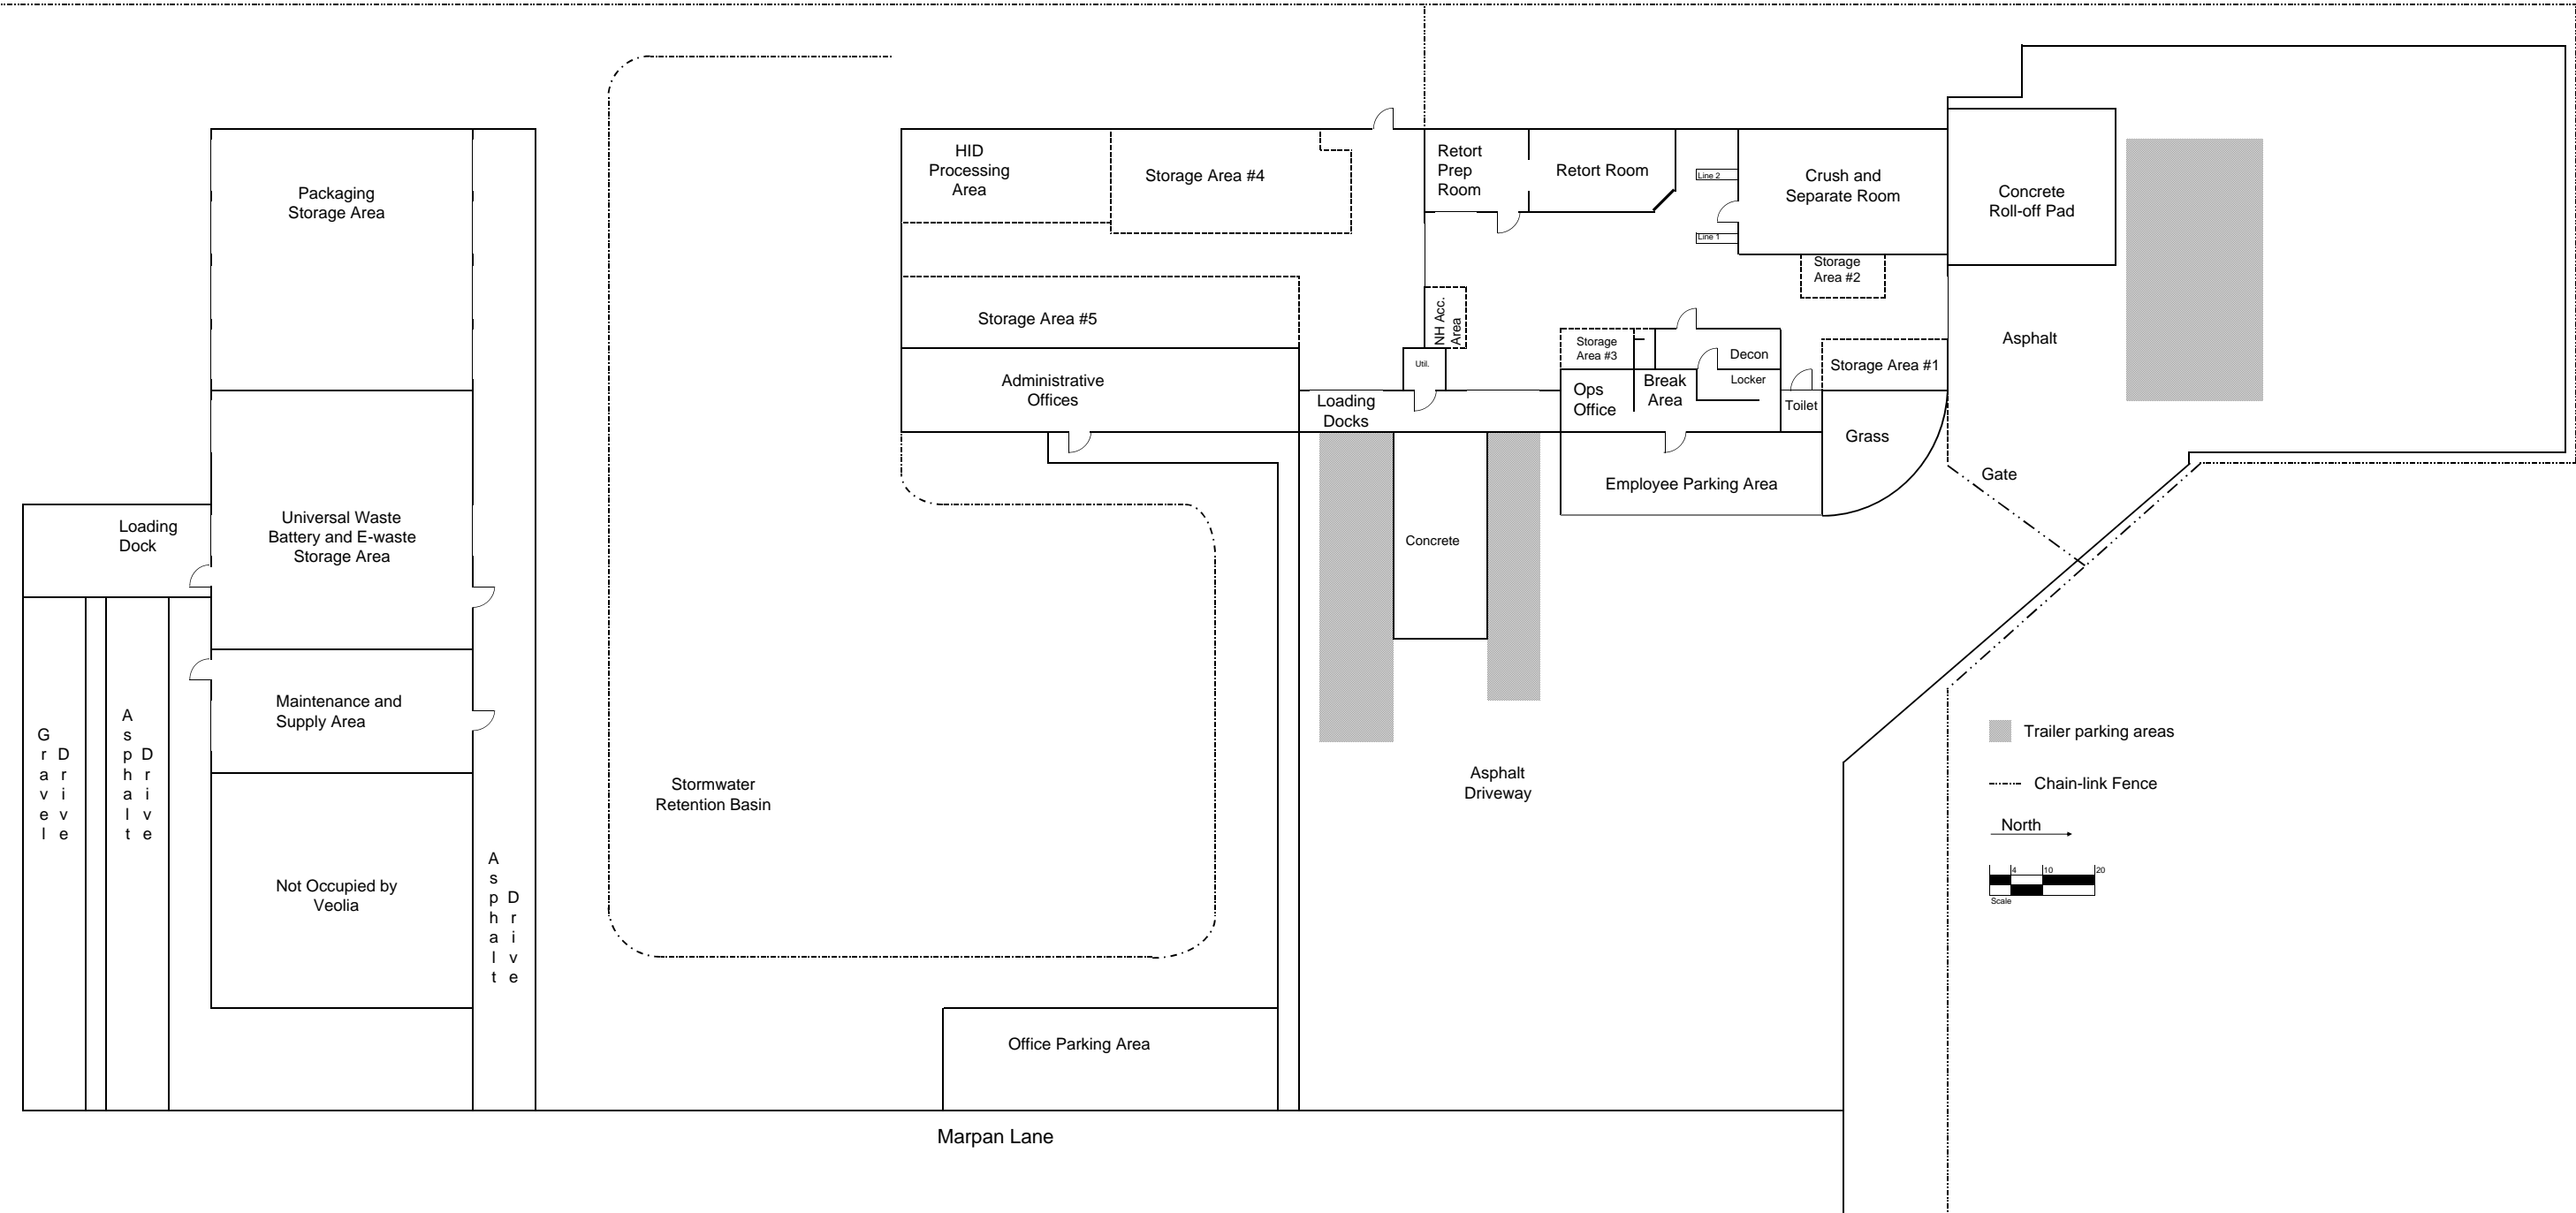 Packaging
Storage Area
Universal Waste
Battery and E-waste
Storage Area
Loading
Dock
Maintenance and
Supply Area
Not Occupied by
Veolia
Gravel
Drive
Asphalt
Drive
Asphalt
Drive
Stormwater
Retention Basin
HID
Processing
Area
Storage Area #4
Storage Area #5
Administrative
Offices
Retort
Prep
Room
Retort Room
Line 2
Line 1
Crush and
Separate Room
Concrete
Roll-off Pad
Storage
Area #2
NH Acc.
Area
Util.
Storage
Area #3
Decon
Locker
Break
Area
Ops
Office
Toilet
Storage Area #1
Asphalt
Loading
Docks
Grass
Employee Parking Area
Gate
Concrete
Asphalt
Driveway
Office Parking Area
Marpan Lane
Trailer parking areas
Chain-link Fence
North
4 10 20
Scale